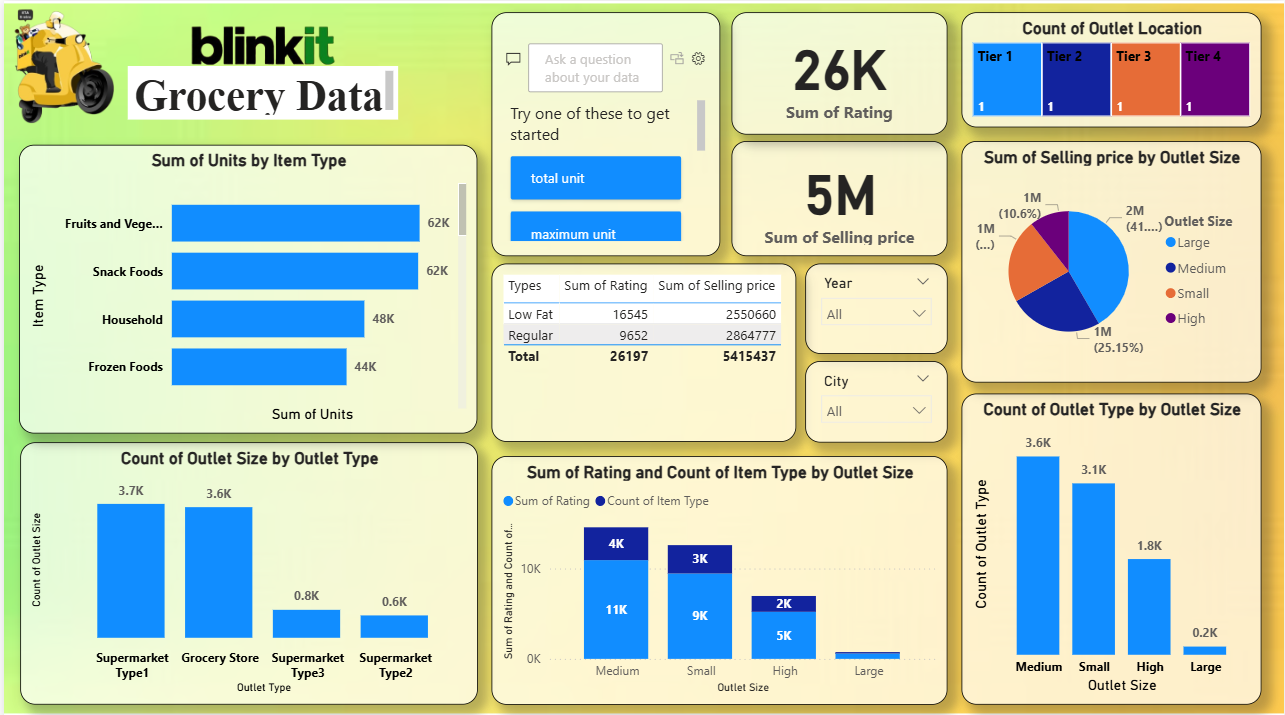 blinkit
Grocery Data
Sum of Units by Item Type
Item Type
Fruits and Vege...
62K
Snack Foods
62K
Household
48K
Frozen Foods
44K
Sum of Units
Count of Outlet Size by Outlet Type
Count of Outlet Size
3.7K
3.6K
0.8K
0.6K
Supermarket Type1
Grocery Store
Supermarket Type3
Supermarket Type2
Outlet Type
Ask a question
about your data
Try one of these to get
started
total unit
maximum unit
26K
Sum of Rating
5M
Sum of Selling price
Types Sum of Rating Sum of Selling price
Low Fat 16545 2550660
Regular 9652 2864777
Total 26197 5415437
Year
All
City
All
Sum of Rating and Count of Item Type by Outlet Size
Sum of Rating Count of Item Type
Sum of Rating and Count of...
10K
0K
4K
11K
3K
9K
2K
5K
Medium Small High Large
Outlet Size
Count of Outlet Location
Tier 1 Tier 2 Tier 3 Tier 4
1 1 1 1
Sum of Selling price by Outlet Size
1M
(10.6%)
2M
(41....)
1M
(...)
1M
(25.15%)
Outlet Size
Large
Medium
Small
High
Count of Outlet Type by Outlet Size
Count of Outlet Type
3.6K
3.1K
1.8K
0.2K
Medium Small High Large
Outlet Size